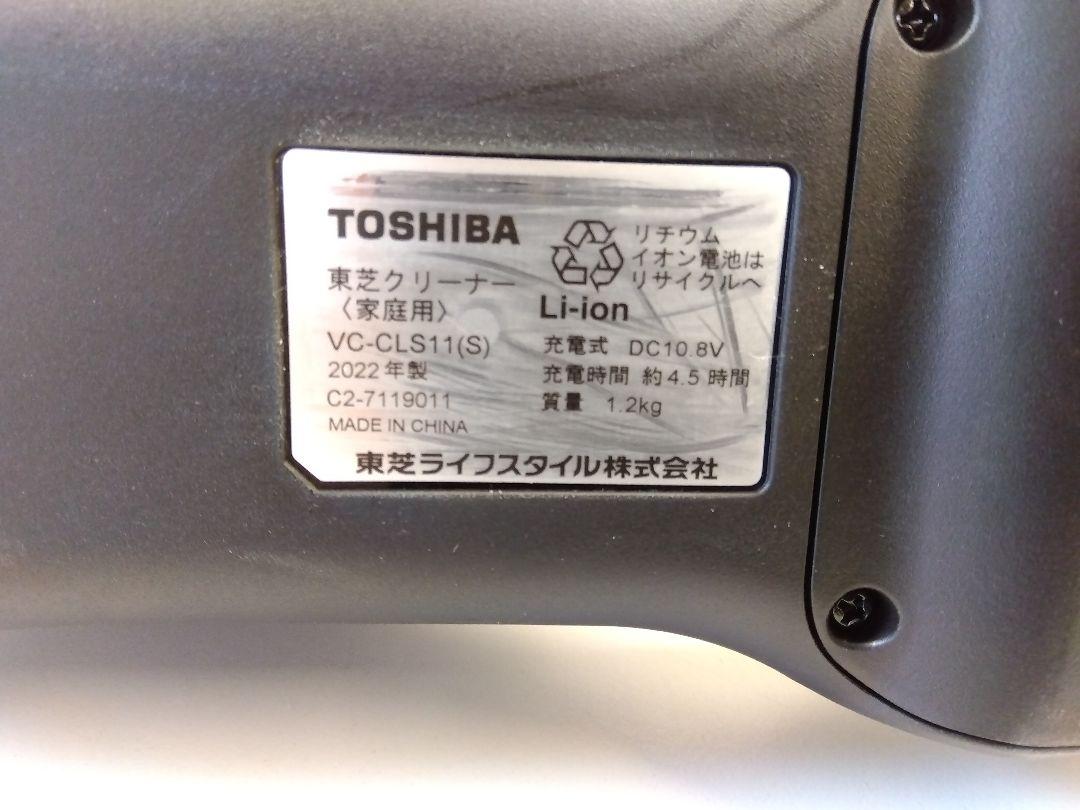 TOSHIBA
東芝クリーナー
〈家庭用〉
VC-CLS11(S)
2022年製
C2-7119011
MADE IN CHINA
リチウム
イオン電池は
リサイクルへ
Li-ion
充電式 DC10.8V
充電時間 約4.5時間
質量 1.2kg
東芝ライフスタイル株式会社